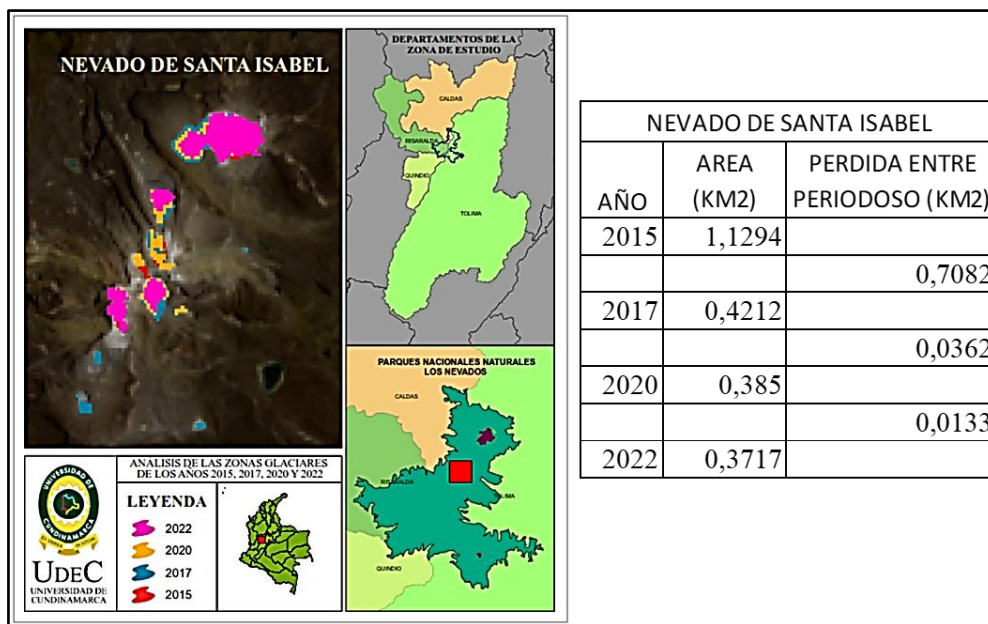 NEVADO DE SANTA ISABEL
DEPARTAMENTOS DE LA
ZONA DE ESTUDIO
CALDAS
RISARALDA
QUINDIO
TOLIMA
PARQUES NACIONALES NATURALES
LOS NEVADOS
CALDAS
RISARALDA
TOLIMA
QUINDIO
UNIVERSIDAD DE
CUNDINAMARCA
UDEC
UNIVERSIDAD DE
CUNDINAMARCA
ANALISIS DE LAS ZONAS GLACIARES
DE LOS AÑOS 2015, 2017, 2020 Y 2022
LEYENDA
2022
2020
2017
2015
NEVADO DE SANTA ISABEL
AÑO AREA (KM2) PERDIDA ENTRE PERIODOSO (KM2)
2015 1,1294
0,7082
2017 0,4212
0,0362
2020 0,385
0,0133
2022 0,3717